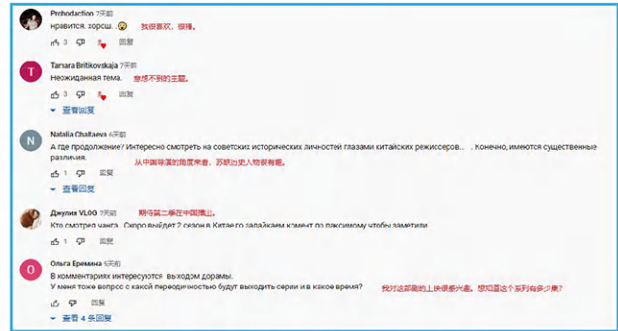 Prohodaction 7天前
нравится. хорош.. 我很喜欢，很棒。
3 回复
Tamara Britikovskaja 7天前
Неожиданная тема. 意想不到的主题。
3 回复
查看回复
Natalia Chaltaeva 6天前
А где продолжение? Интересно смотреть на советских исторических личностей глазами китайских режиссеров... . Конечно, имеются существенные
различия. 从中国导演的角度来看，苏联历史人物很有趣。
1 回复
查看回复
Джулия VLOG 7天前 期待第二季在中国播出。
Кто смотрел Скоро выйдет 2 сезон в Китае го залайкаем комент по максимому чтобы заметили
1 回复
Ольга Еремина 5天前
В комментариях интересуются выходом дорамы.
У меня тоже вопрос с какой переодичностью будут выходить серии и в какое время? 我对这部剧的上映很感兴趣。想知道这个系列有多少集？
回复
查看 4 条回复